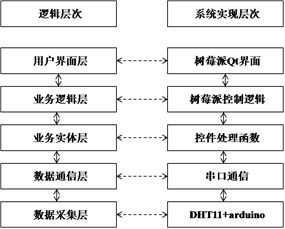 逻辑层次
系统实现层次
用户界面层
树莓派Qt界面
业务逻辑层
树莓派控制逻辑
业务实体层
控件处理函数
数据通信层
串口通信
数据采集层
DHT11+arduino